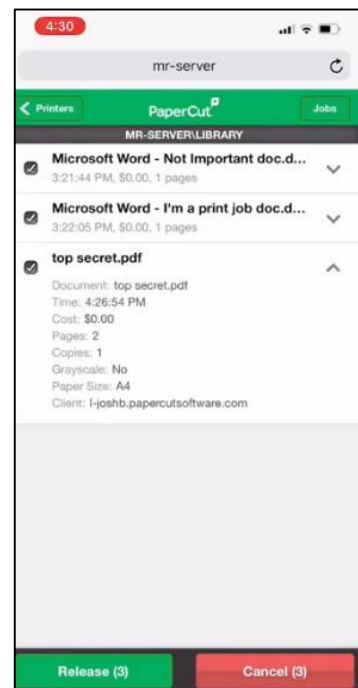 4:30
mr-server
Printers
PaperCut
Jobs
MR-SERVER\LIBRARY
Microsoft Word - Not Important doc.d...
3:21:44 PM, $0.00, 1 pages
Microsoft Word - I'm a print job doc.d...
3:22:05 PM, $0.00, 1 pages
top secret.pdf
Document: top secret.pdf
Time: 4:26:54 PM
Cost: $0.00
Pages: 2
Copies: 1
Grayscale: No
Paper Size: A4
Client: l-joshb.papercutsoftware.com
Release (3)
Cancel (3)